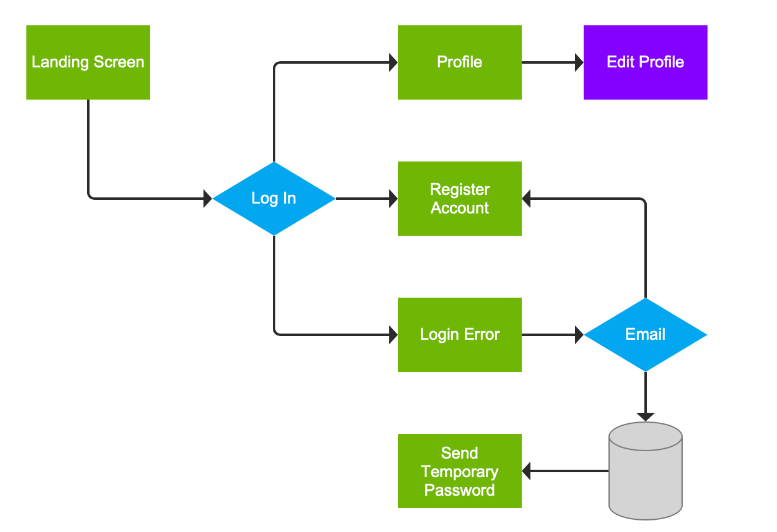 Landing Screen
Profile
Edit Profile
Log In
Register
Account
Login Error
Email
Send
Temporary
Password